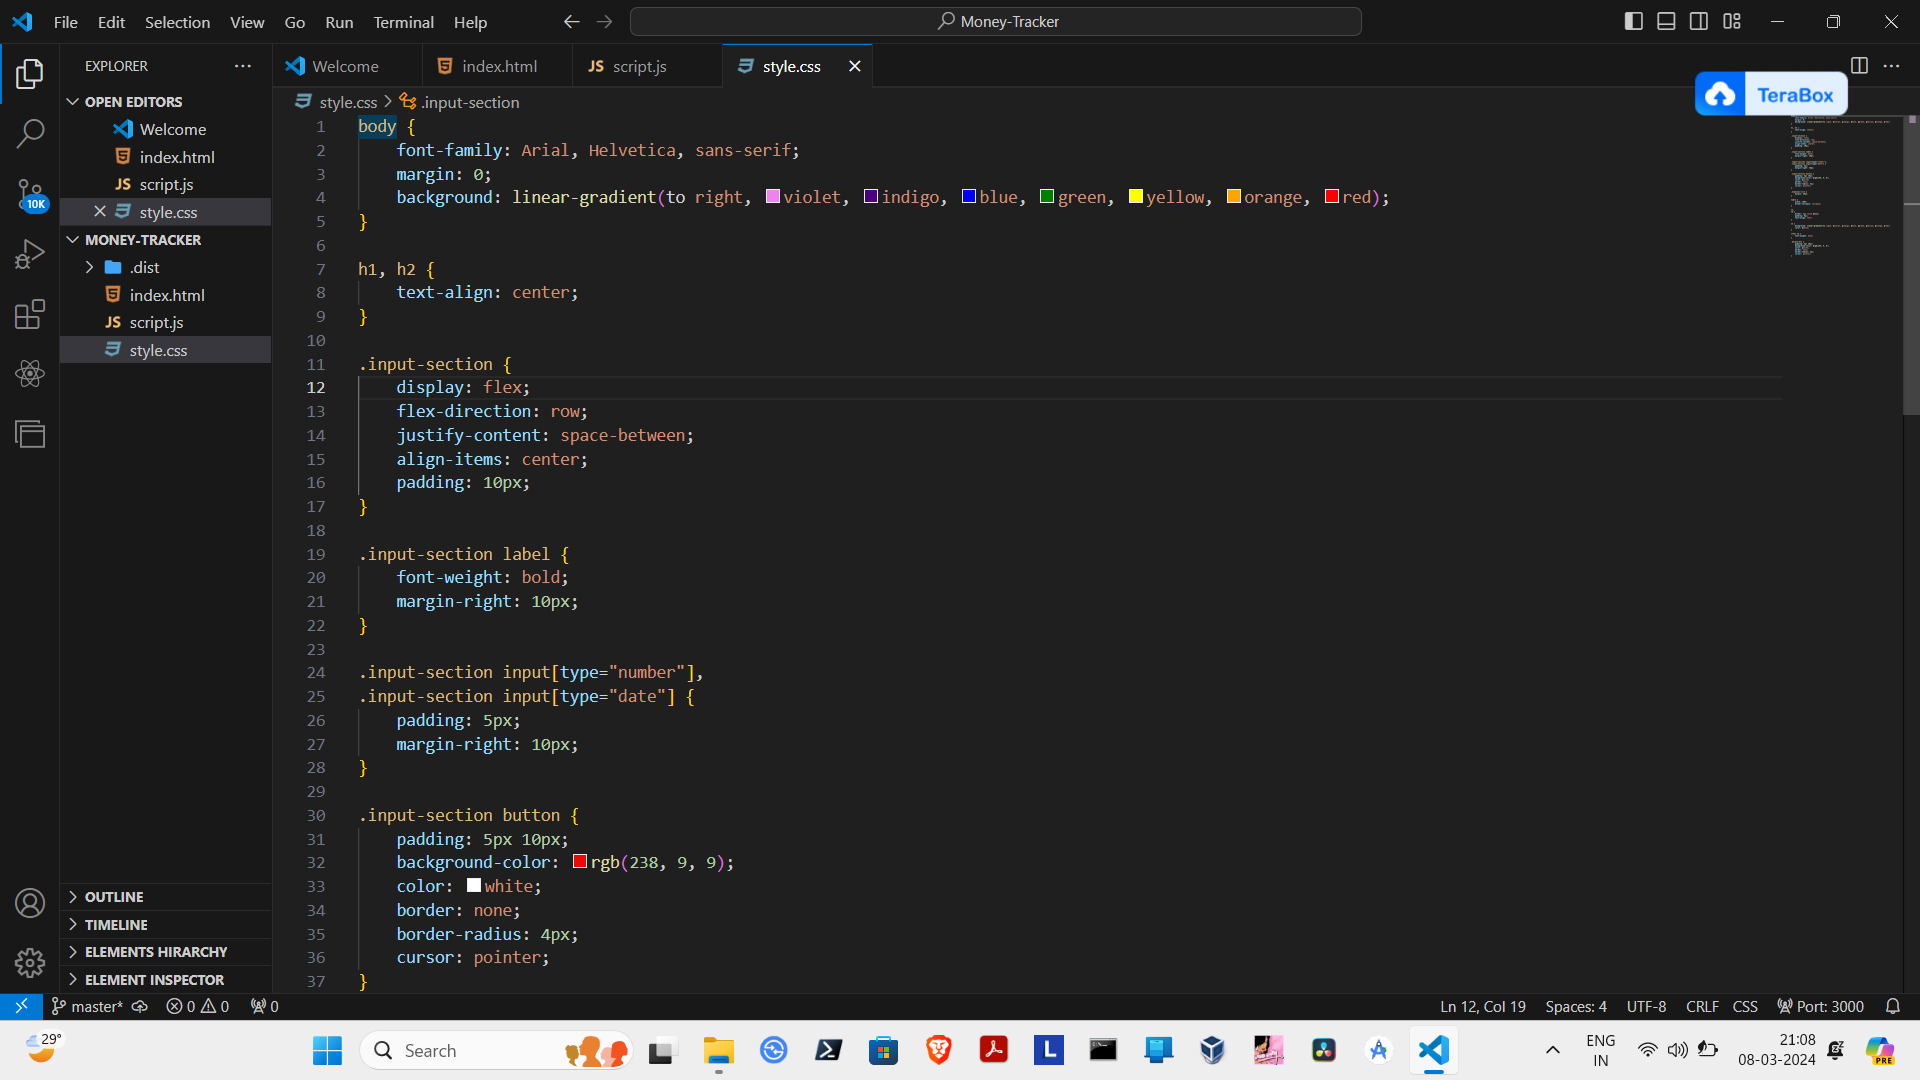 File Edit Selection View Go Run Terminal Help
Money-Tracker
EXPLORER
OPEN EDITORS
Welcome
index.html
script.js
style.css
10K
MONEY-TRACKER
.dist
index.html
script.js
style.css
OUTLINE
TIMELINE
ELEMENTS HIRARCHY
ELEMENT INSPECTOR
Welcome index.html script.js style.css
TeraBox
style.css > .input-section
1 body {
2 font-family: Arial, Helvetica, sans-serif;
3 margin: 0;
4 background: linear-gradient(to right, violet, indigo, blue, green, yellow, orange, red);
5 }
6
7 h1, h2 {
8 text-align: center;
9 }
10
11 .input-section {
12 display: flex;
13 flex-direction: row;
14 justify-content: space-between;
15 align-items: center;
16 padding: 10px;
17 }
18
19 .input-section label {
20 font-weight: bold;
21 margin-right: 10px;
22 }
23
24 .input-section input[type="number"],
25 .input-section input[type="date"] {
26 padding: 5px;
27 margin-right: 10px;
28 }
29
30 .input-section button {
31 padding: 5px 10px;
32 background-color: rgb(238, 9, 9);
33 color: white;
34 border: none;
35 border-radius: 4px;
36 cursor: pointer;
37 }
master* 0 0 0
Ln 12, Col 19 Spaces: 4 UTF-8 CRLF CSS Port: 3000
29°
Search
L
PRE
ENG
IN
21:08
08-03-2024